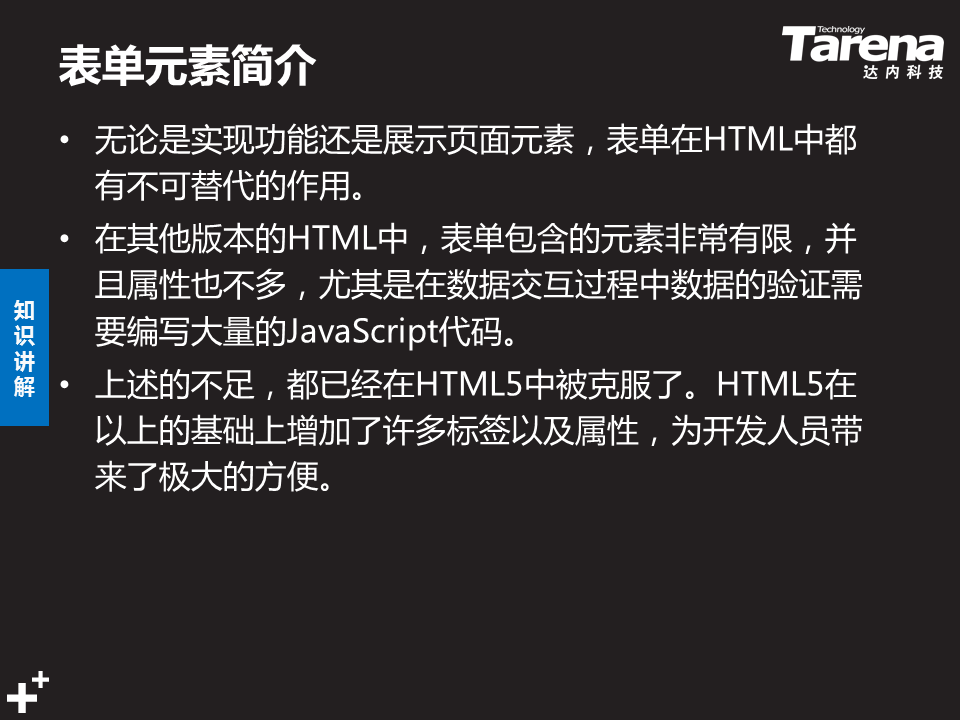 表单元素简介
Technology
Tarena
达内科技
• 无论是实现功能还是展示页面元素，表单在HTML中都
有不可替代的作用。
• 在其他版本的HTML中，表单包含的元素非常有限，并
且属性也不多，尤其是在数据交互过程中数据的验证需
要编写大量的JavaScript代码。
知识讲解
• 上述的不足，都已经在HTML5中被克服了。HTML5在
以上的基础上增加了许多标签以及属性，为开发人员带
来了极大的方便。